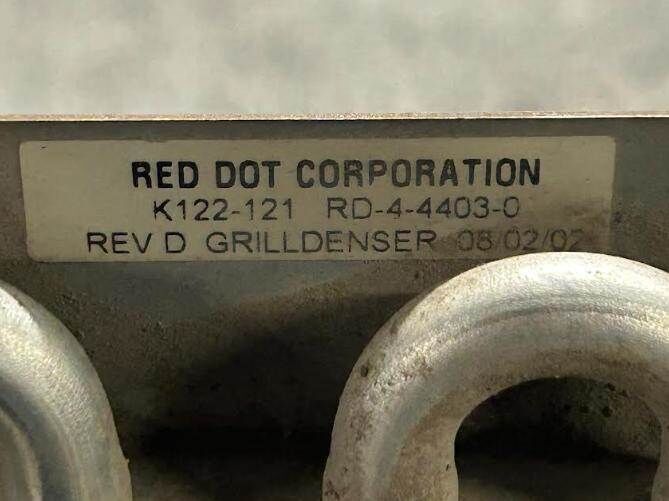 RED DOT CORPORATION
K122-121 RD-4-4403-0
REV D GRILLDENSER 08/02/02